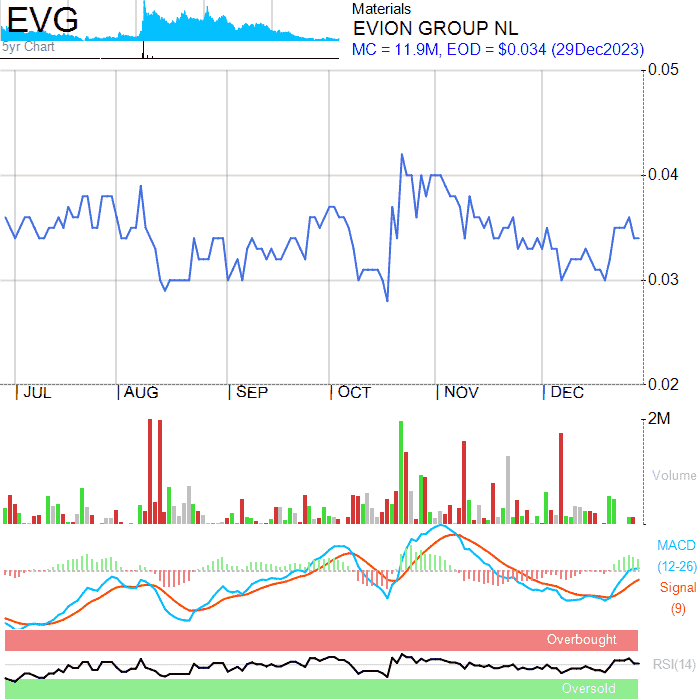 EVG
5yr Chart
Materials
EVION GROUP NL
MC = 11.9M, EOD = $0.034 (29Dec2023)
0.05
0.04
0.03
0.02
JUL AUG SEP OCT NOV DEC
2M
Volume
MACD
(12-26)
Signal
(9)
Overbought
RSI(14)
Oversold